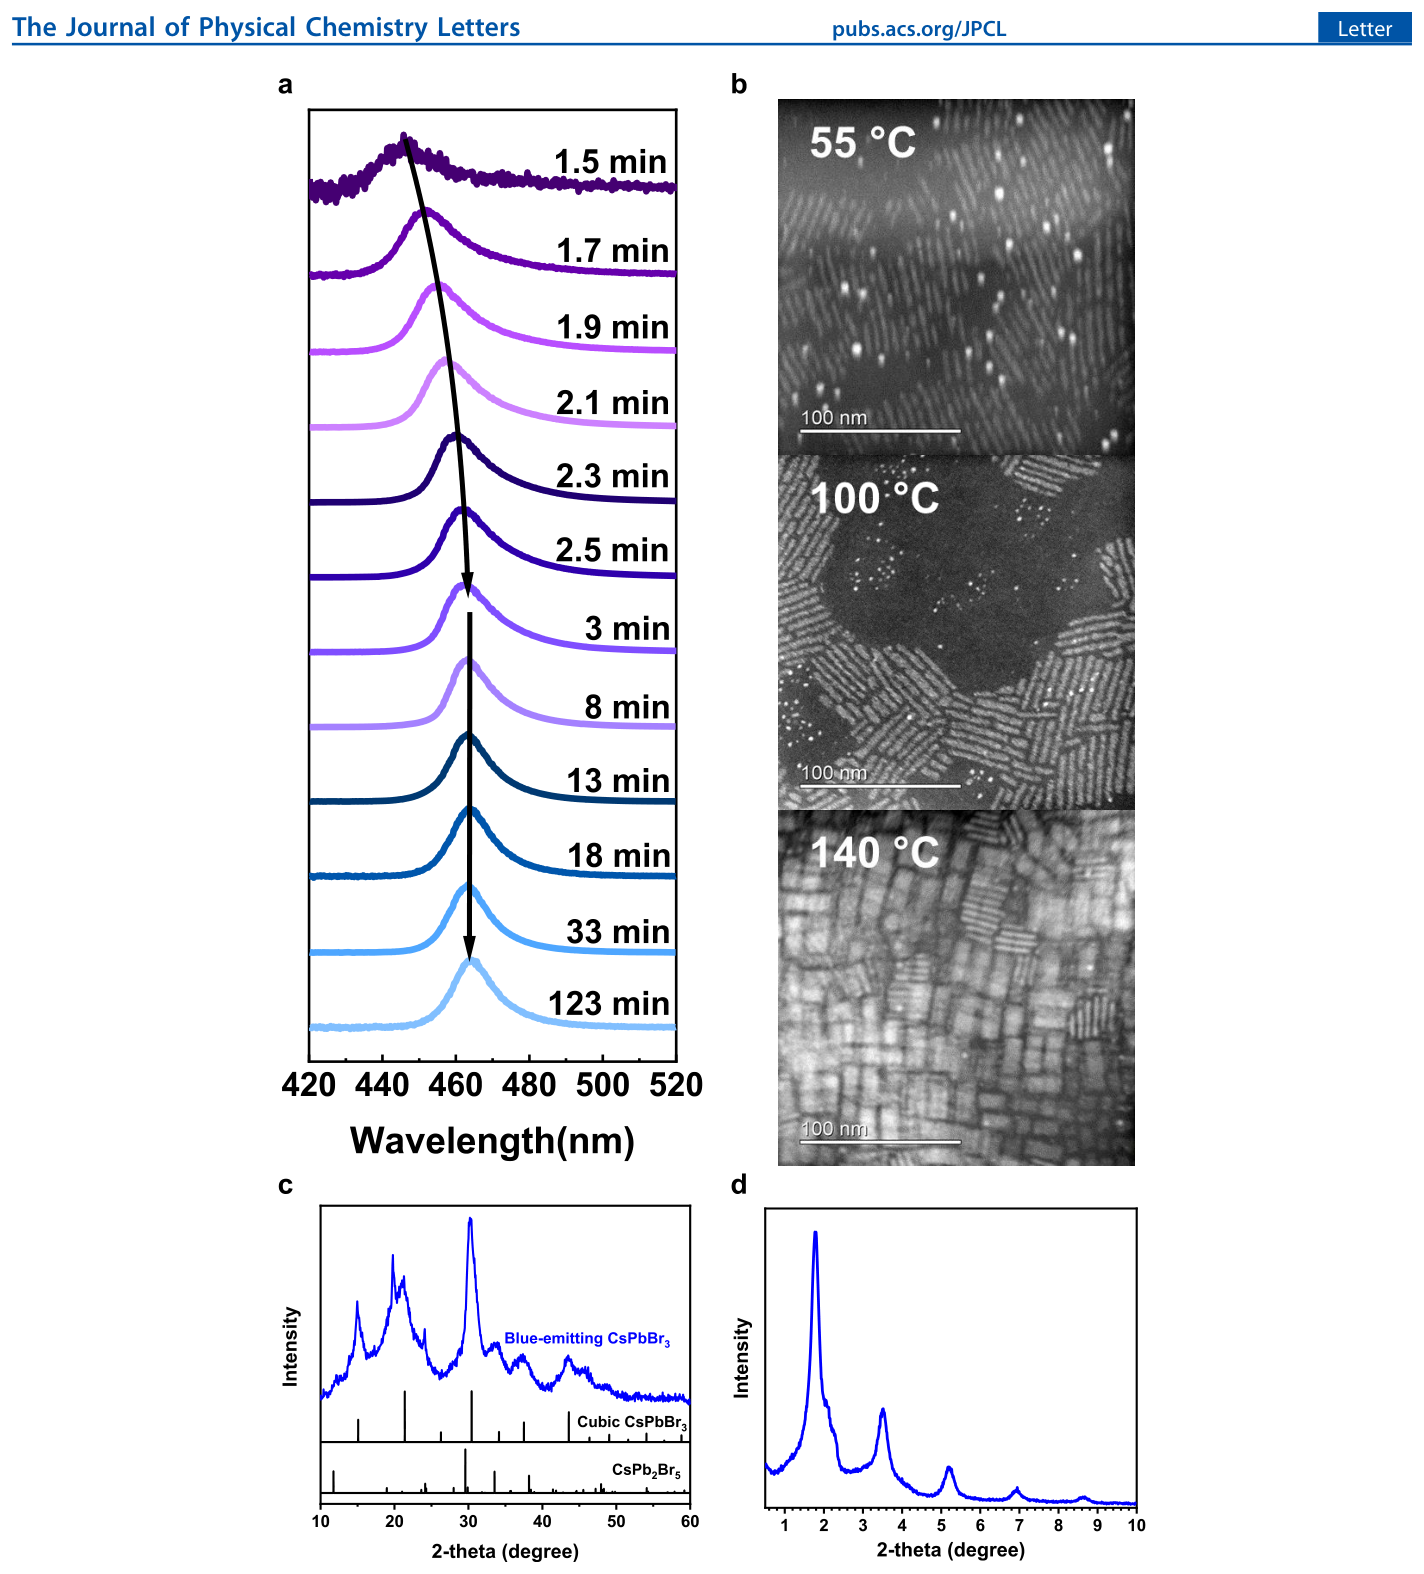 The Journal of Physical Chemistry Letters
pubs.acs.org/JPCL
Letter
a
1.5 min
1.7 min
1.9 min
2.1 min
2.3 min
2.5 min
3 min
8 min
13 min
18 min
33 min
123 min
420 440 460 480 500 520
Wavelength(nm)
b
55 °C
100 nm
100 °C
100 nm
140 °C
100 nm
c
Intensity
Blue-emitting CsPbBr₃
Cubic CsPbBr₃
CsPb₂Br₅
10 20 30 40 50 60
2-theta (degree)
d
Intensity
1 2 3 4 5 6 7 8 9 10
2-theta (degree)